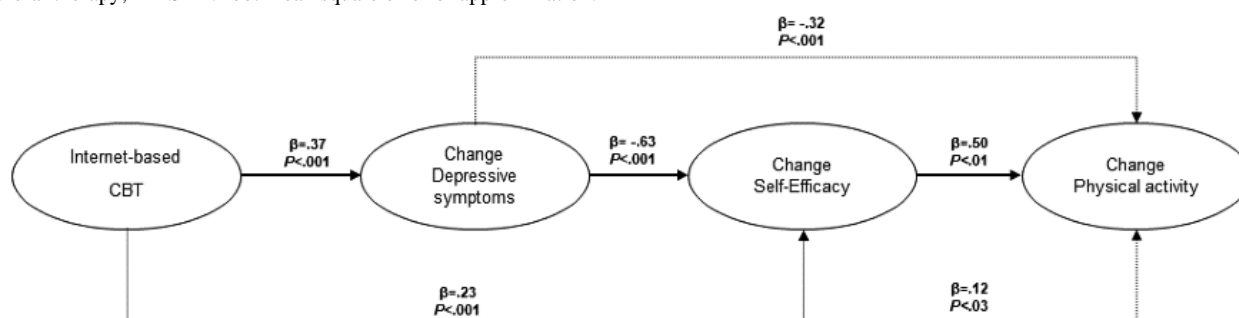 β= -.32
P<.001
β=.37
P<.001
β= -.63
P<.001
β=.50
P<.01
Internet-based
CBT
Change
Depressive
symptoms
Change
Self-Efficacy
Change
Physical activity
β=.23
P<.001
β=.12
P<.03